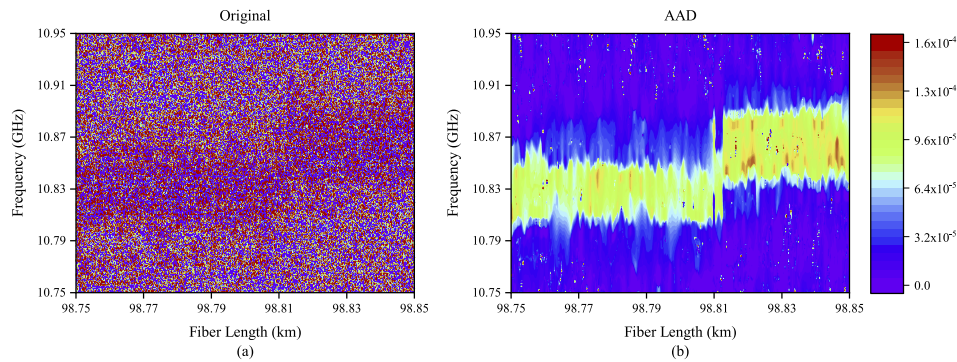 Original
AAD
10.95
10.91
10.87
10.83
10.79
10.75
Frequency (GHz)
98.75
98.77
98.79
98.81
98.83
98.85
Fiber Length (km)
(a)
10.95
10.91
10.87
10.83
10.79
10.75
Frequency (GHz)
98.75
98.77
98.79
98.81
98.83
98.85
Fiber Length (km)
(b)
1.6x10⁻⁴
1.3x10⁻⁴
9.6x10⁻⁵
6.4x10⁻⁵
3.2x10⁻⁵
0.0